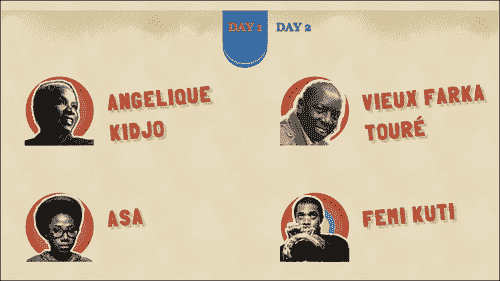 DAY 1 DAY 2
ANGELIQUE
KIDJO
VIEUX FARKA
TOURÉ
ASA
FEMI KUTI